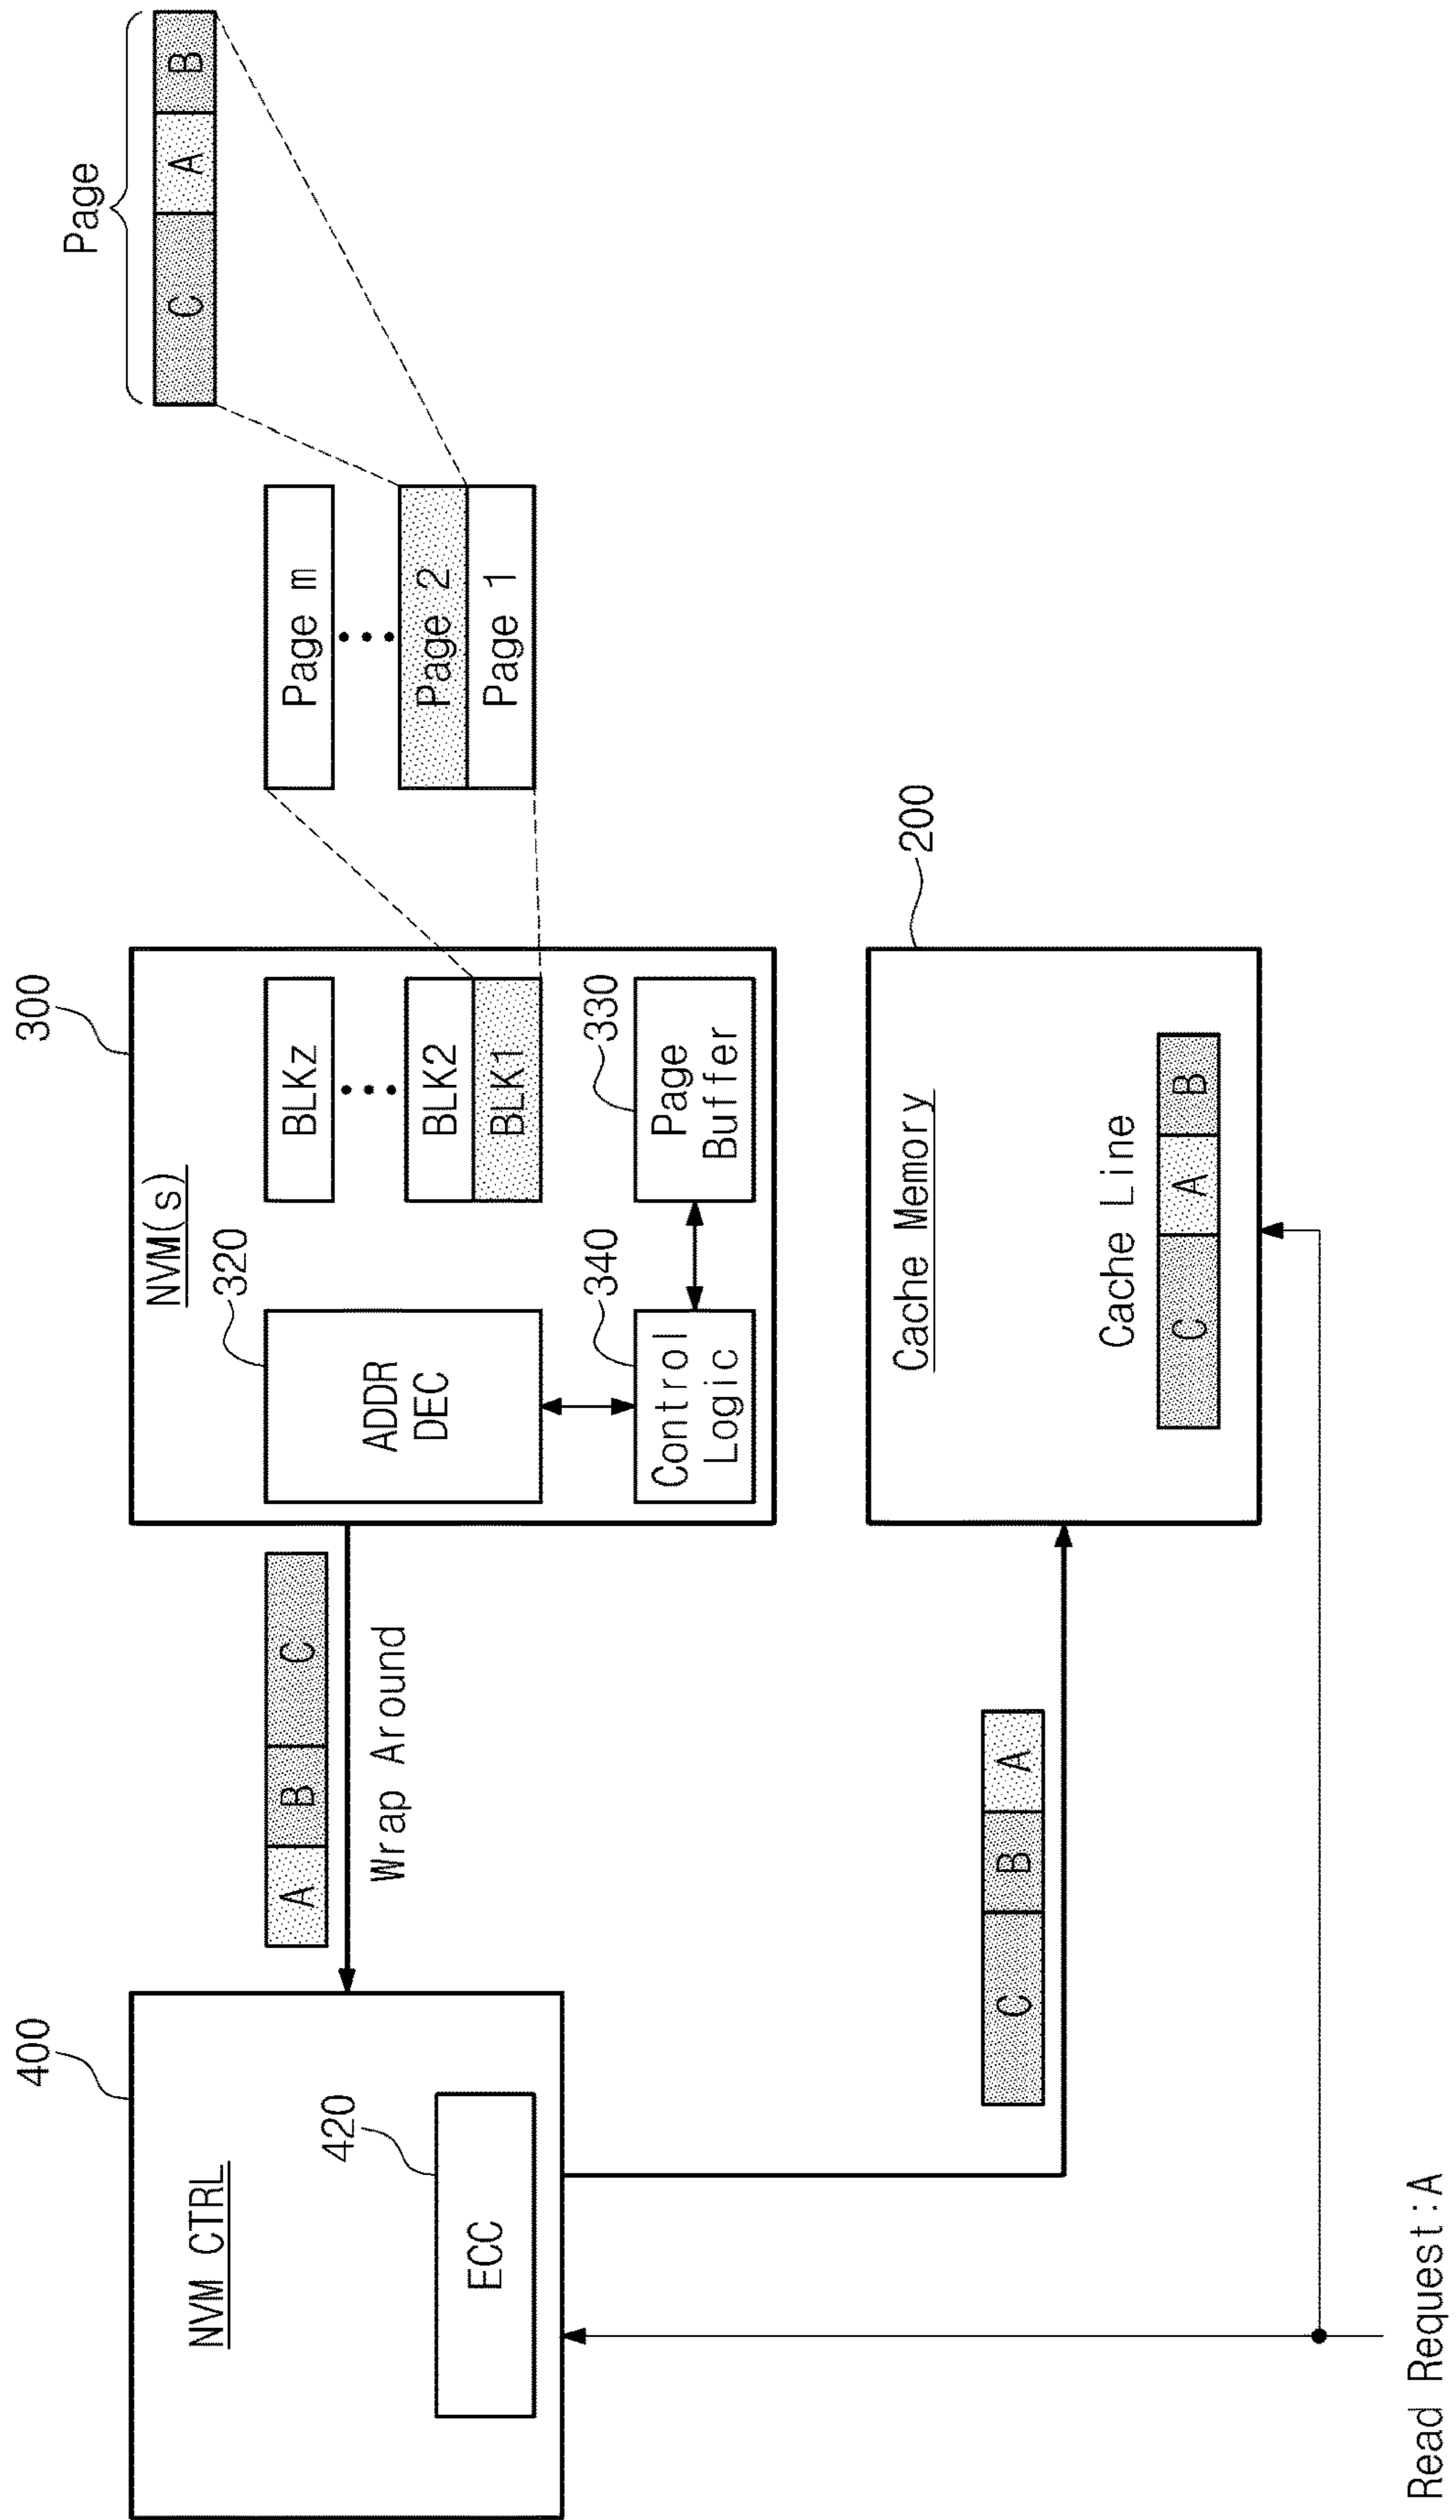 400
300
Page
NVM CTRL
420
ECC
A B C
Wrap Around
NVM(s)
320
ADDR
DEC
340
Control
Logic
BLKz
BLK2
BLK1
330
Page
Buffer
Page m
Page 2
Page 1
C A B
C B A
200
Cache Memory
Cache Line
C A B
Read Request:A